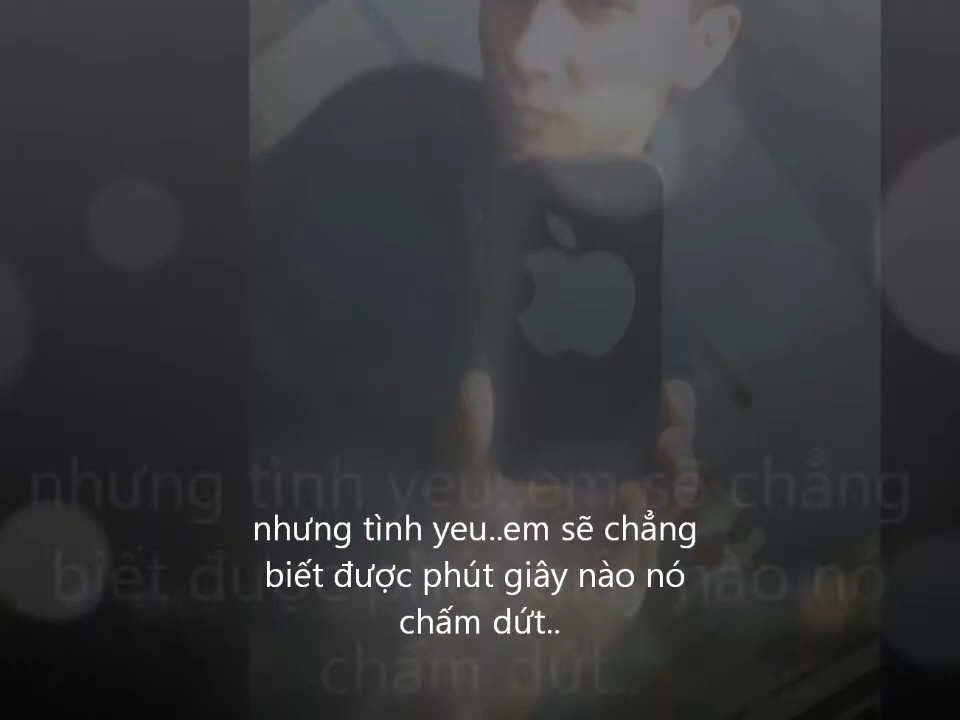 nhưng tình yeu..em sẽ chẳng
biết được phút giây nào nó
chấm dứt..